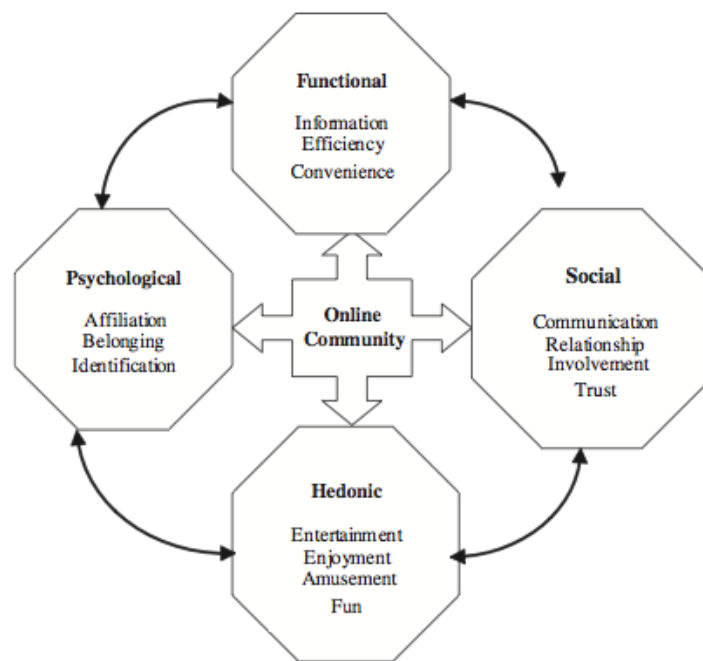 Functional
Information
Efficiency
Convenience
Psychological
Affiliation
Belonging
Identification
Online
Community
Social
Communication
Relationship
Involvement
Trust
Hedonic
Entertainment
Enjoyment
Amusement
Fun